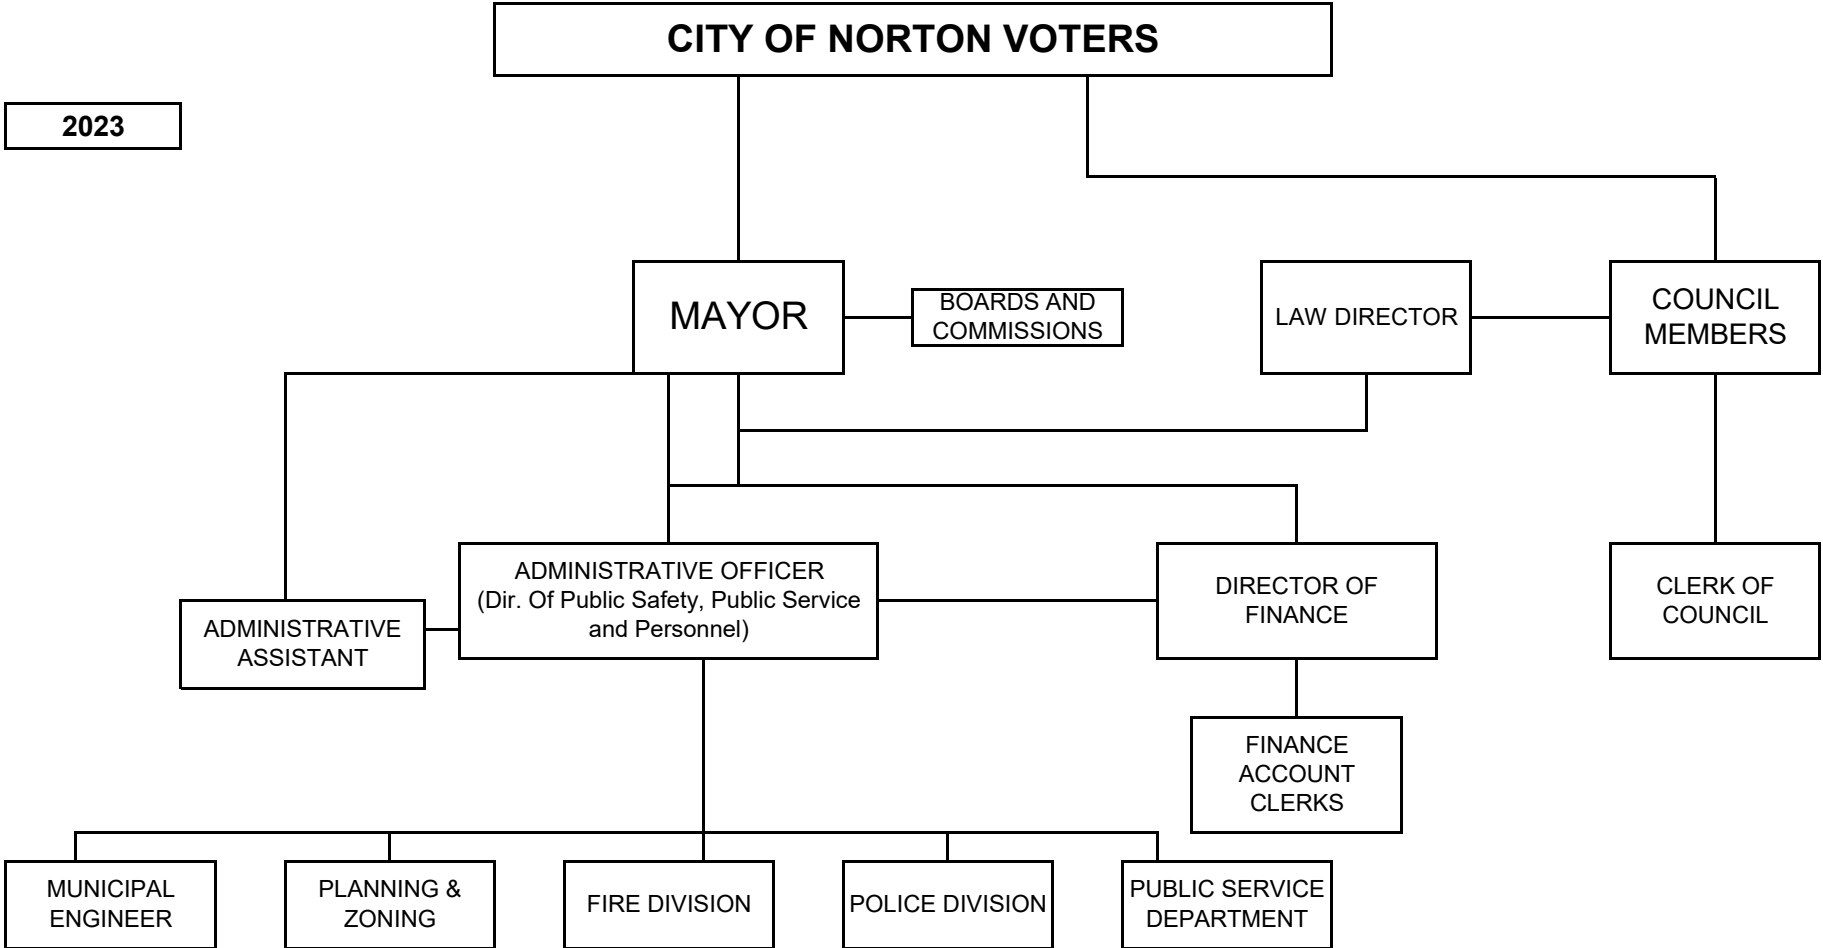 CITY OF NORTON VOTERS
2023
MAYOR
BOARDS AND
COMMISSIONS
LAW DIRECTOR
COUNCIL
MEMBERS
ADMINISTRATIVE
ASSISTANT
ADMINISTRATIVE OFFICER
(Dir. Of Public Safety, Public Service
and Personnel)
DIRECTOR OF
FINANCE
CLERK OF
COUNCIL
FINANCE
ACCOUNT
CLERKS
MUNICIPAL
ENGINEER
PLANNING &
ZONING
FIRE DIVISION
POLICE DIVISION
PUBLIC SERVICE
DEPARTMENT